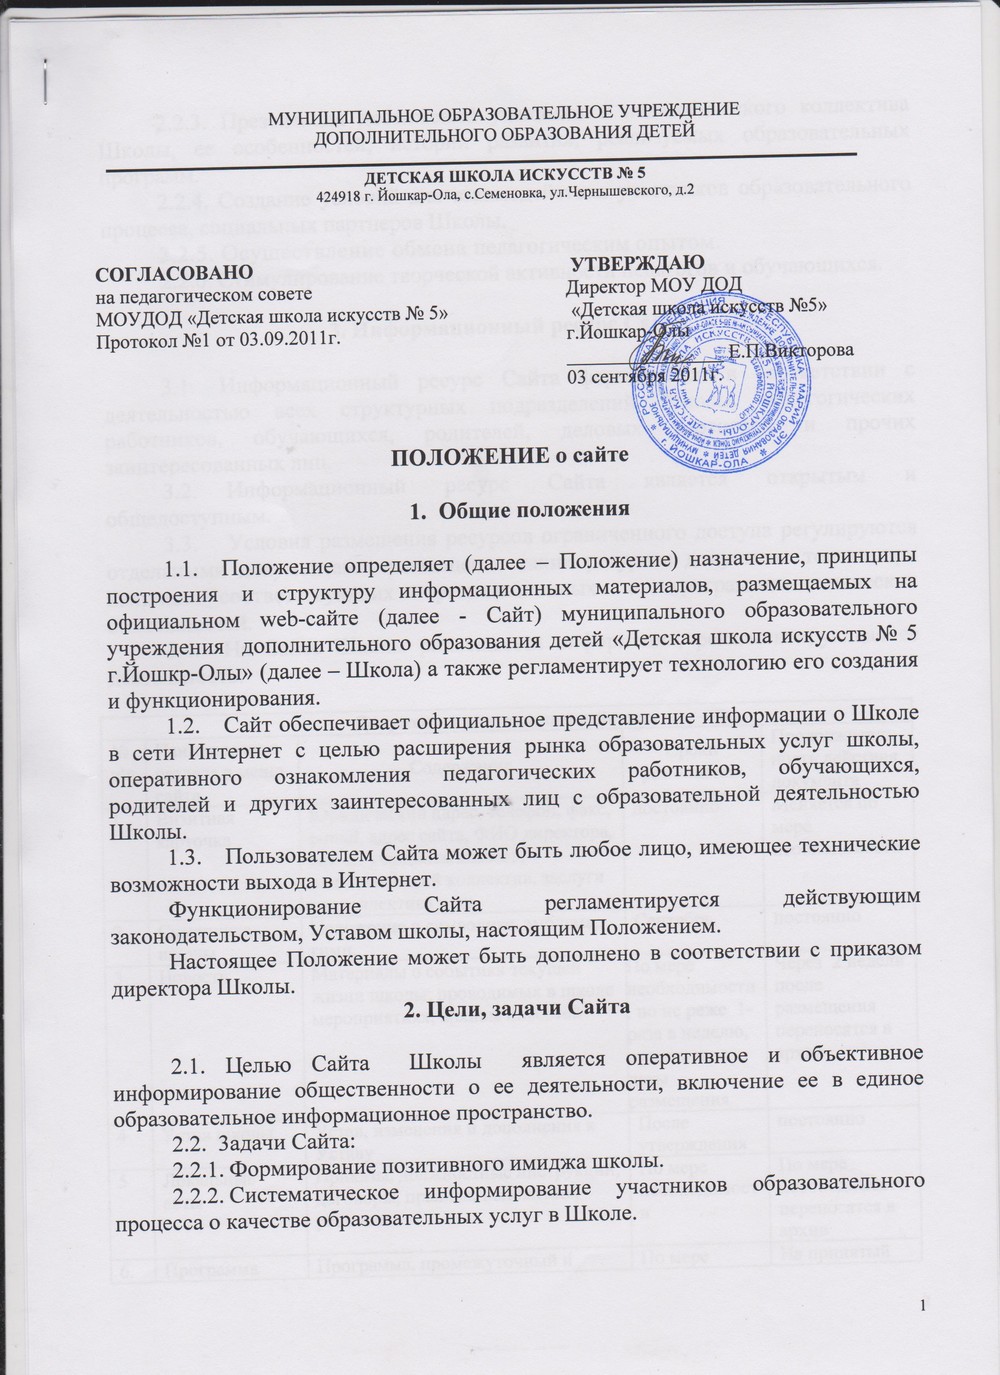 МУНИЦИПАЛЬНОЕ ОБРАЗОВАТЕЛЬНОЕ УЧРЕЖДЕНИЕ
ДОПОЛНИТЕЛЬНОГО ОБРАЗОВАНИЯ ДЕТЕЙ
ДЕТСКАЯ ШКОЛА ИСКУССТВ № 5
424918 г. Йошкар-Ола, с.Семеновка, ул.Чернышевского, д.2
СОГЛАСОВАНО
на педагогическом совете
МОУДОД «Детская школа искусств № 5»
Протокол №1 от 03.09.2011г.
УТВЕРЖДАЮ
Директор МОУ ДОД
«Детская школа искусств №5»
г.Йошкар-Олы
Е.П.Викторова
03 сентября 2011г.
ПОЛОЖЕНИЕ о сайте
1. Общие положения
1.1. Положение определяет (далее – Положение) назначение, принципы
построения и структуру информационных материалов, размещаемых на
официальном web-сайте (далее - Сайт) муниципального образовательного
учреждения дополнительного образования детей «Детская школа искусств № 5
г.Йошкр-Олы» (далее – Школа) а также регламентирует технологию его создания
и функционирования.
1.2. Сайт обеспечивает официальное представление информации о Школе
в сети Интернет с целью расширения рынка образовательных услуг школы,
оперативного ознакомления педагогических работников, обучающихся,
родителей и других заинтересованных лиц с образовательной деятельностью
Школы.
1.3. Пользователем Сайта может быть любое лицо, имеющее технические
возможности выхода в Интернет.
Функционирование Сайта регламентируется действующим
законодательством, Уставом школы, настоящим Положением.
Настоящее Положение может быть дополнено в соответствии с приказом
директора Школы.
2. Цели, задачи Сайта
2.1. Целью Сайта Школы является оперативное и объективное
информирование общественности о ее деятельности, включение ее в единое
образовательное информационное пространство.
2.2. Задачи Сайта:
2.2.1. Формирование позитивного имиджа школы.
2.2.2. Систематическое информирование участников образовательного
процесса о качестве образовательных услуг в Школе.
1